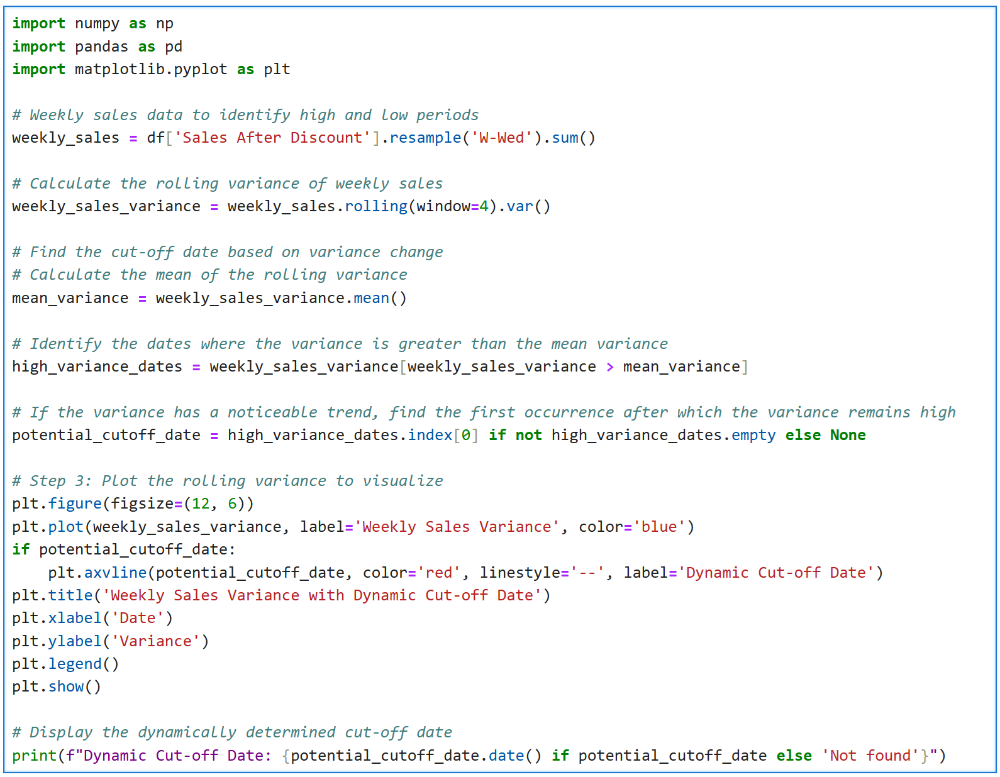 import numpy as np
import pandas as pd
import matplotlib.pyplot as plt
# Weekly sales data to identify high and low periods
weekly_sales = df['Sales After Discount'].resample('W-Wed').sum()
# Calculate the rolling variance of weekly sales
weekly_sales_variance = weekly_sales.rolling(window=4).var()
# Find the cut-off date based on variance change
# Calculate the mean of the rolling variance
mean_variance = weekly_sales_variance.mean()
# Identify the dates where the variance is greater than the mean variance
high_variance_dates = weekly_sales_variance[weekly_sales_variance > mean_variance]
# If the variance has a noticeable trend, find the first occurrence after which the variance remains high
potential_cutoff_date = high_variance_dates.index[0] if not high_variance_dates.empty else None
# Step 3: Plot the rolling variance to visualize
plt.figure(figsize=(12, 6))
plt.plot(weekly_sales_variance, label='Weekly Sales Variance', color='blue')
if potential_cutoff_date:
    plt.axvline(potential_cutoff_date, color='red', linestyle='--', label='Dynamic Cut-off Date')
plt.title('Weekly Sales Variance with Dynamic Cut-off Date')
plt.xlabel('Date')
plt.ylabel('Variance')
plt.legend()
plt.show()
# Display the dynamically determined cut-off date
print(f"Dynamic Cut-off Date: {potential_cutoff_date.date() if potential_cutoff_date else 'Not found'}")